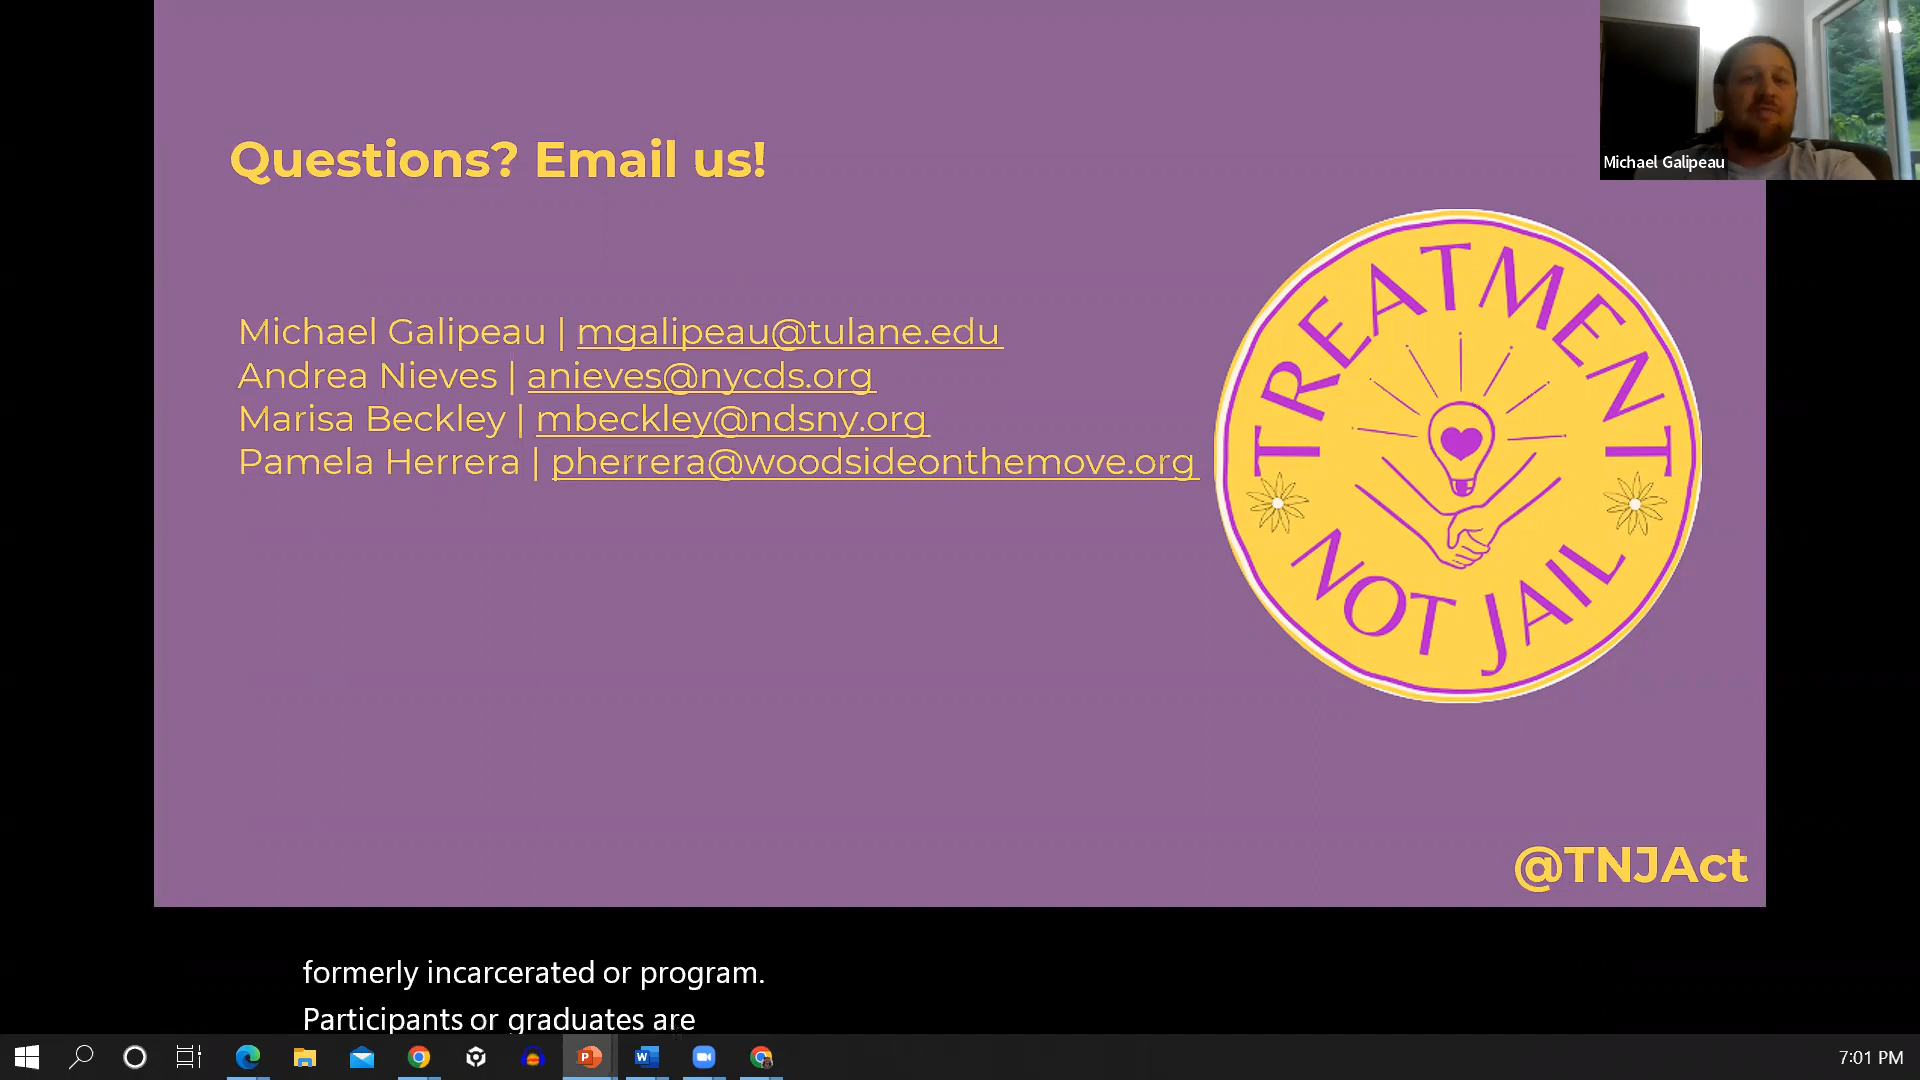 Questions? Email us!
Michael Galipeau
Michael Galipeau | mgalipeau@tulane.edu
Andrea Nieves | anieves@nycds.org
Marisa Beckley | mbeckley@ndsny.org
Pamela Herrera | pherrera@woodsideonthemove.org
TREATMENT
NOT JAIL
@TNJAct
formerly incarcerated or program.
Participants or graduates are
7:01 PM